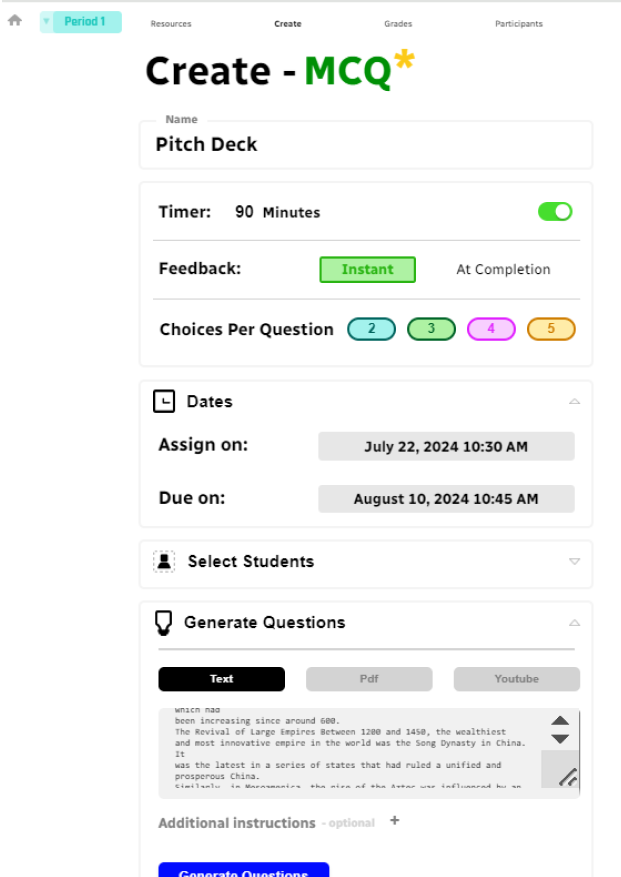 Period 1 Resources Create Grades Participants
Create - MCQ*
Name
Pitch Deck
Timer: 90 Minutes
Feedback: Instant At Completion
Choices Per Question 2 3 4 5
Dates
Assign on: July 22, 2024 10:30 AM
Due on: August 10, 2024 10:45 AM
Select Students
Generate Questions
Text Pdf Youtube
which had
been increasing since around 600.
The Revival of Large Empires Between 1200 and 1450, the wealthiest
and most innovative empire in the world was the Song Dynasty in China.
It
was the latest in a series of states that had ruled a unified and
prosperous China.
Similarly, in Mesoamerica, the rise of the Aztec was influenced by an
Additional instructions - optional +
Generate Questions